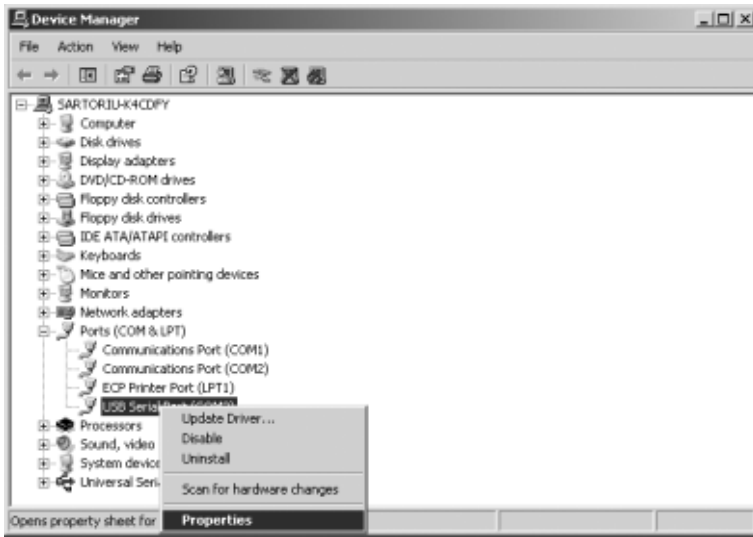 Device Manager
File Action View Help
SARTORIU-K4CDFY
Computer
Disk drives
Display adapters
DVD/CD-ROM drives
Floppy disk controllers
Floppy disk drives
IDE ATA/ATAPI controllers
Keyboards
Mice and other pointing devices
Monitors
Network adapters
Ports (COM & LPT)
Communications Port (COM1)
Communications Port (COM2)
ECP Printer Port (LPT1)
USB Serial
Update Driver...
Processors
Disable
Sound, video
Uninstall
System device
Universal Seri
Scan for hardware changes
Opens property sheet for
Properties